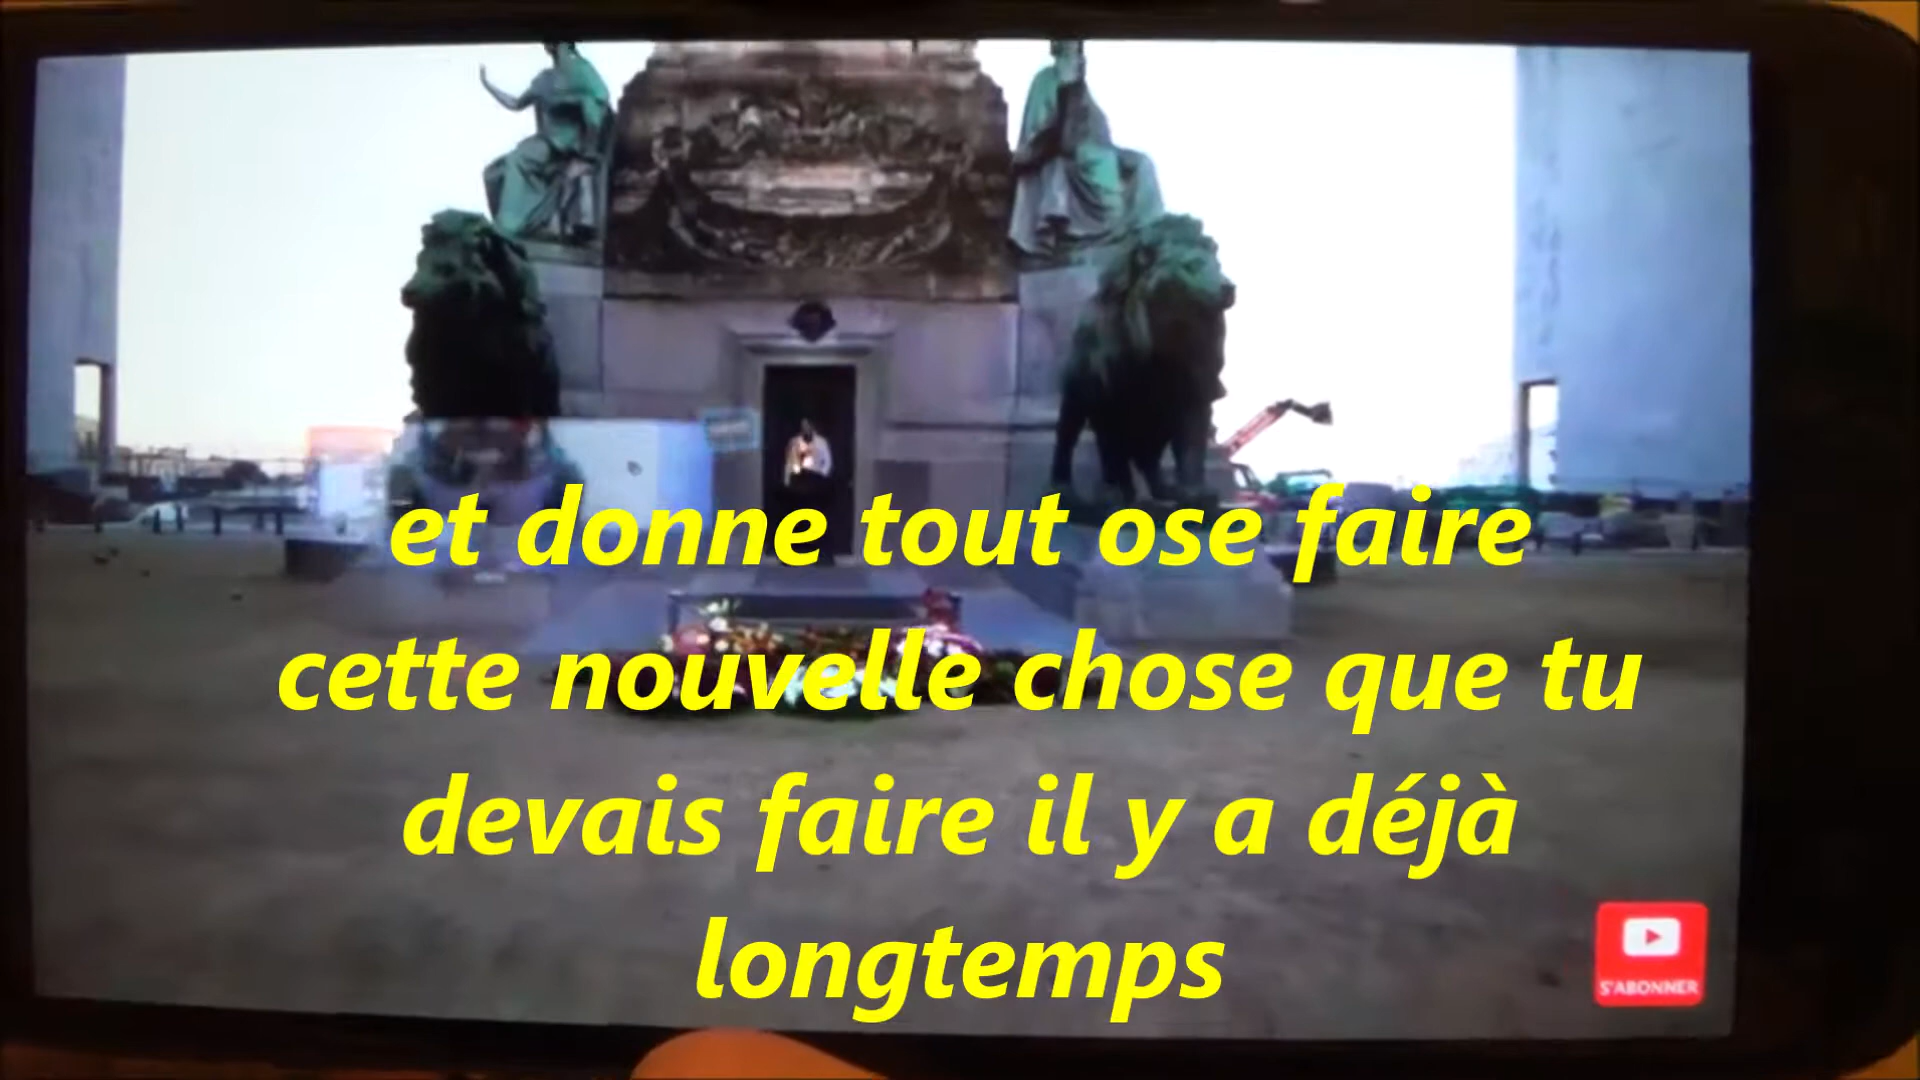 et donne tout ose faire
cette nouvelle chose que tu
devais faire il y a déjà
longtemps
S'ABONNER